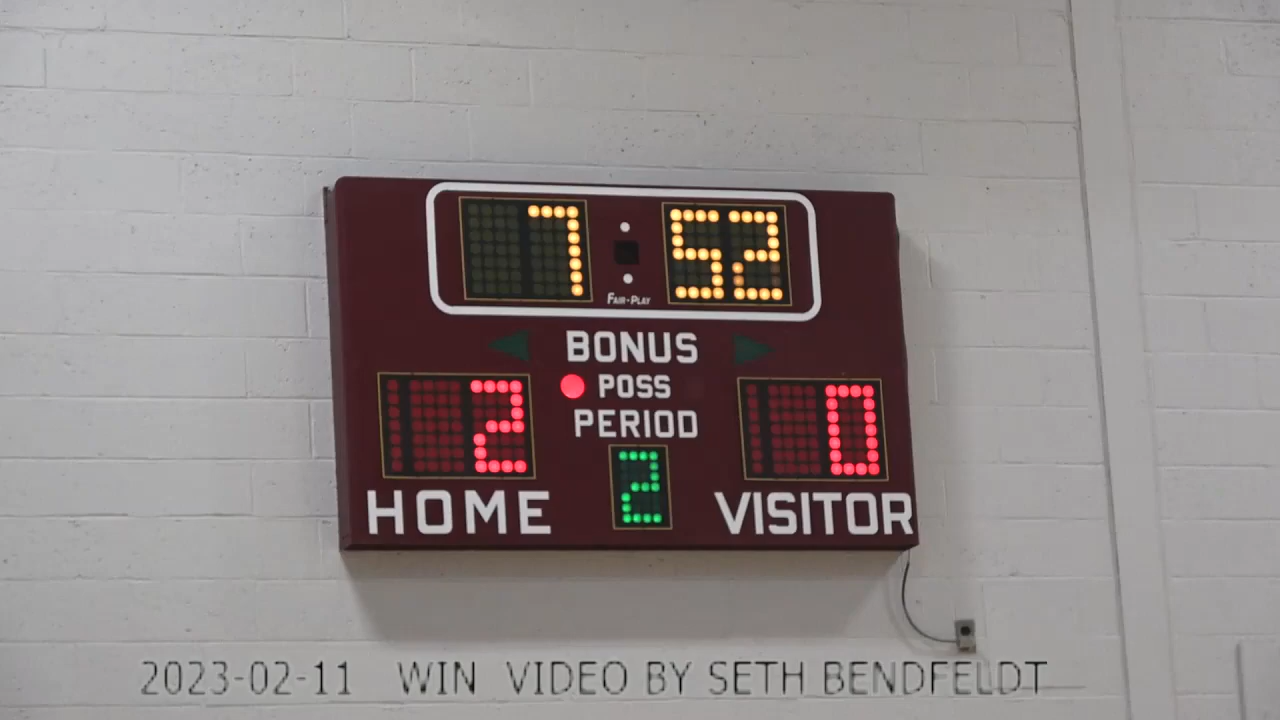 7:52
FAIR-PLAY
BONUS
POSS
PERIOD
2 2 0
HOME VISITOR
2023-02-11 WIN VIDEO BY SETH BENDFELDT